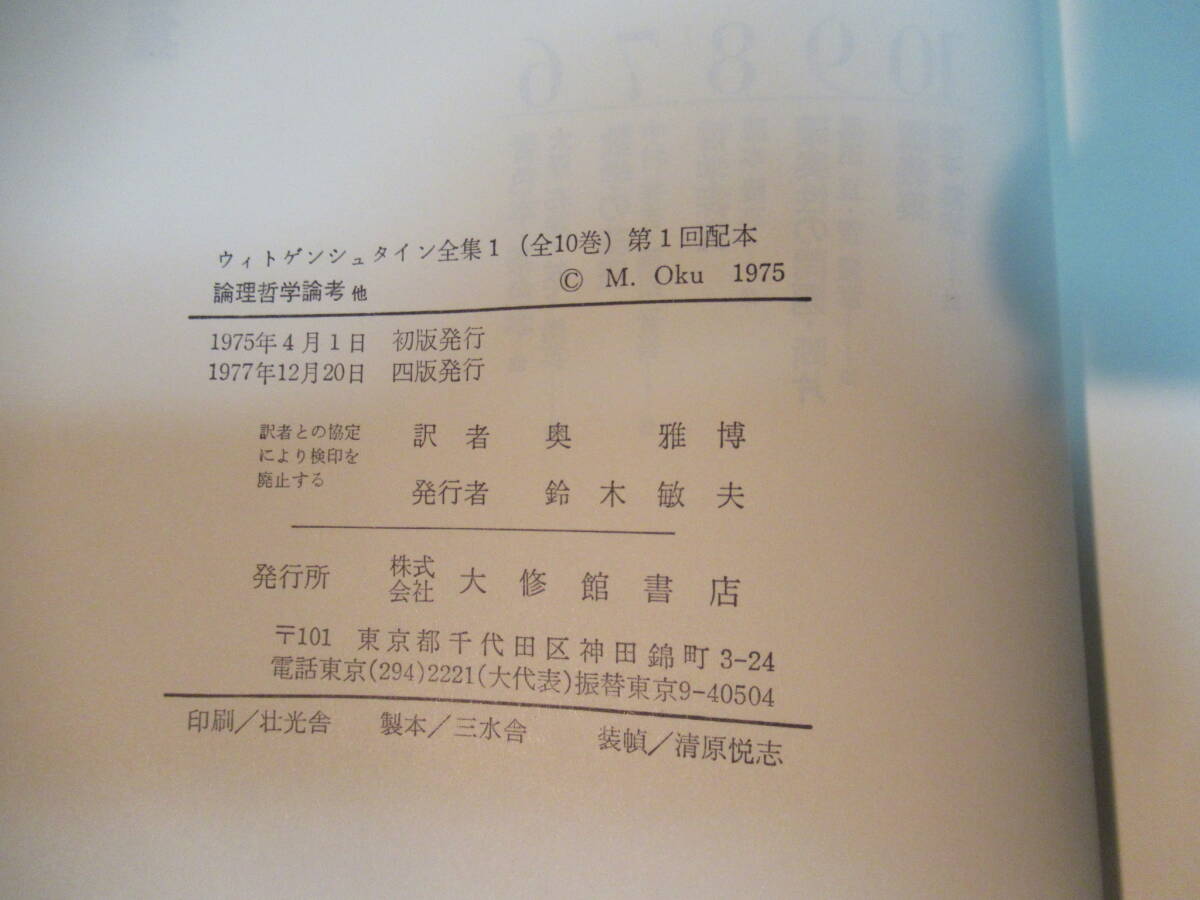 ウィトゲンシュタイン全集1（全10巻）第1回配本
論理哲学論考 他 © M. Oku 1975
1975年4月1日 初版発行
1977年12月20日 四版発行
訳者との協定
により検印を
廃止する
訳者 奥 雅博
発行者 鈴木敏夫
発行所 株式会社 大修館書店
〒101 東京都千代田区神田錦町3-24
電話東京(294)2221(大代表)振替東京9-40504
印刷／壮光舎 製本／三水舎 装幀／清原悦志
10 9 8 7 6